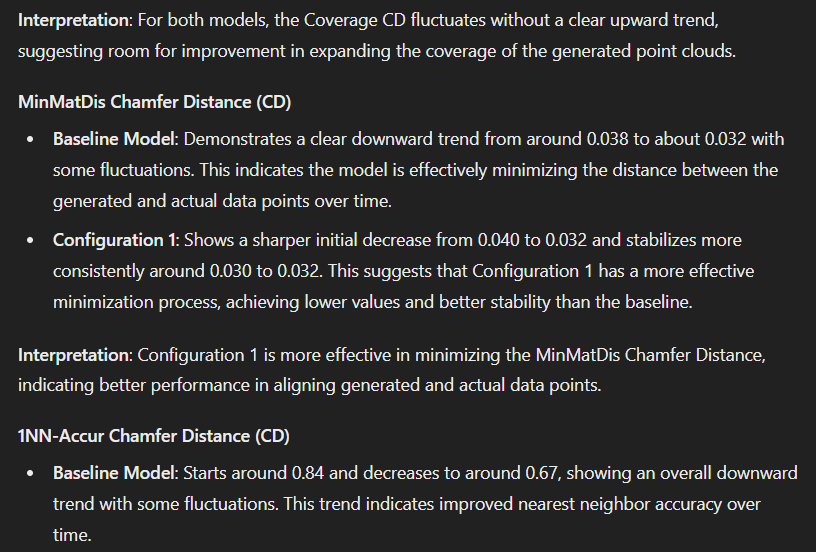 Interpretation: For both models, the Coverage CD fluctuates without a clear upward trend,
suggesting room for improvement in expanding the coverage of the generated point clouds.
MinMatDis Chamfer Distance (CD)
• Baseline Model: Demonstrates a clear downward trend from around 0.038 to about 0.032 with
some fluctuations. This indicates the model is effectively minimizing the distance between the
generated and actual data points over time.
• Configuration 1: Shows a sharper initial decrease from 0.040 to 0.032 and stabilizes more
consistently around 0.030 to 0.032. This suggests that Configuration 1 has a more effective
minimization process, achieving lower values and better stability than the baseline.
Interpretation: Configuration 1 is more effective in minimizing the MinMatDis Chamfer Distance,
indicating better performance in aligning generated and actual data points.
1NN-Accur Chamfer Distance (CD)
• Baseline Model: Starts around 0.84 and decreases to around 0.67, showing an overall downward
trend with some fluctuations. This trend indicates improved nearest neighbor accuracy over
time.